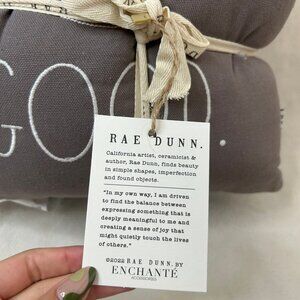 GOO
RAE DUNN.
California artist, ceramicist &
author, Rae Dunn, finds beauty
in simple shapes, imperfection
and found objects.
"In my own way, I am driven
to find the balance between
expressing something that is
deeply meaningful to me and
creating a sense of joy that
might quietly touch the lives
of others."
©2022 RAE DUNN. BY
ENCHANTÉ
ACCESSORIES